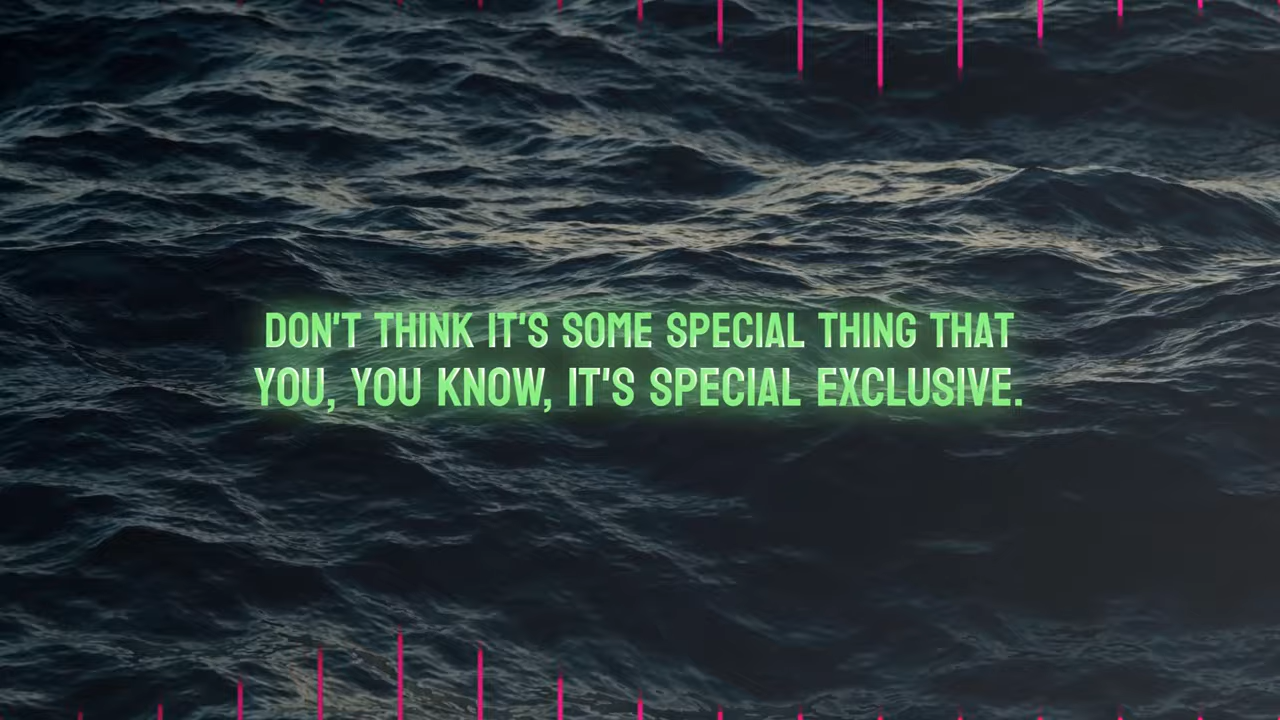 DON'T THINK IT'S SOME SPECIAL THING THAT
YOU, YOU KNOW, IT'S SPECIAL EXCLUSIVE.